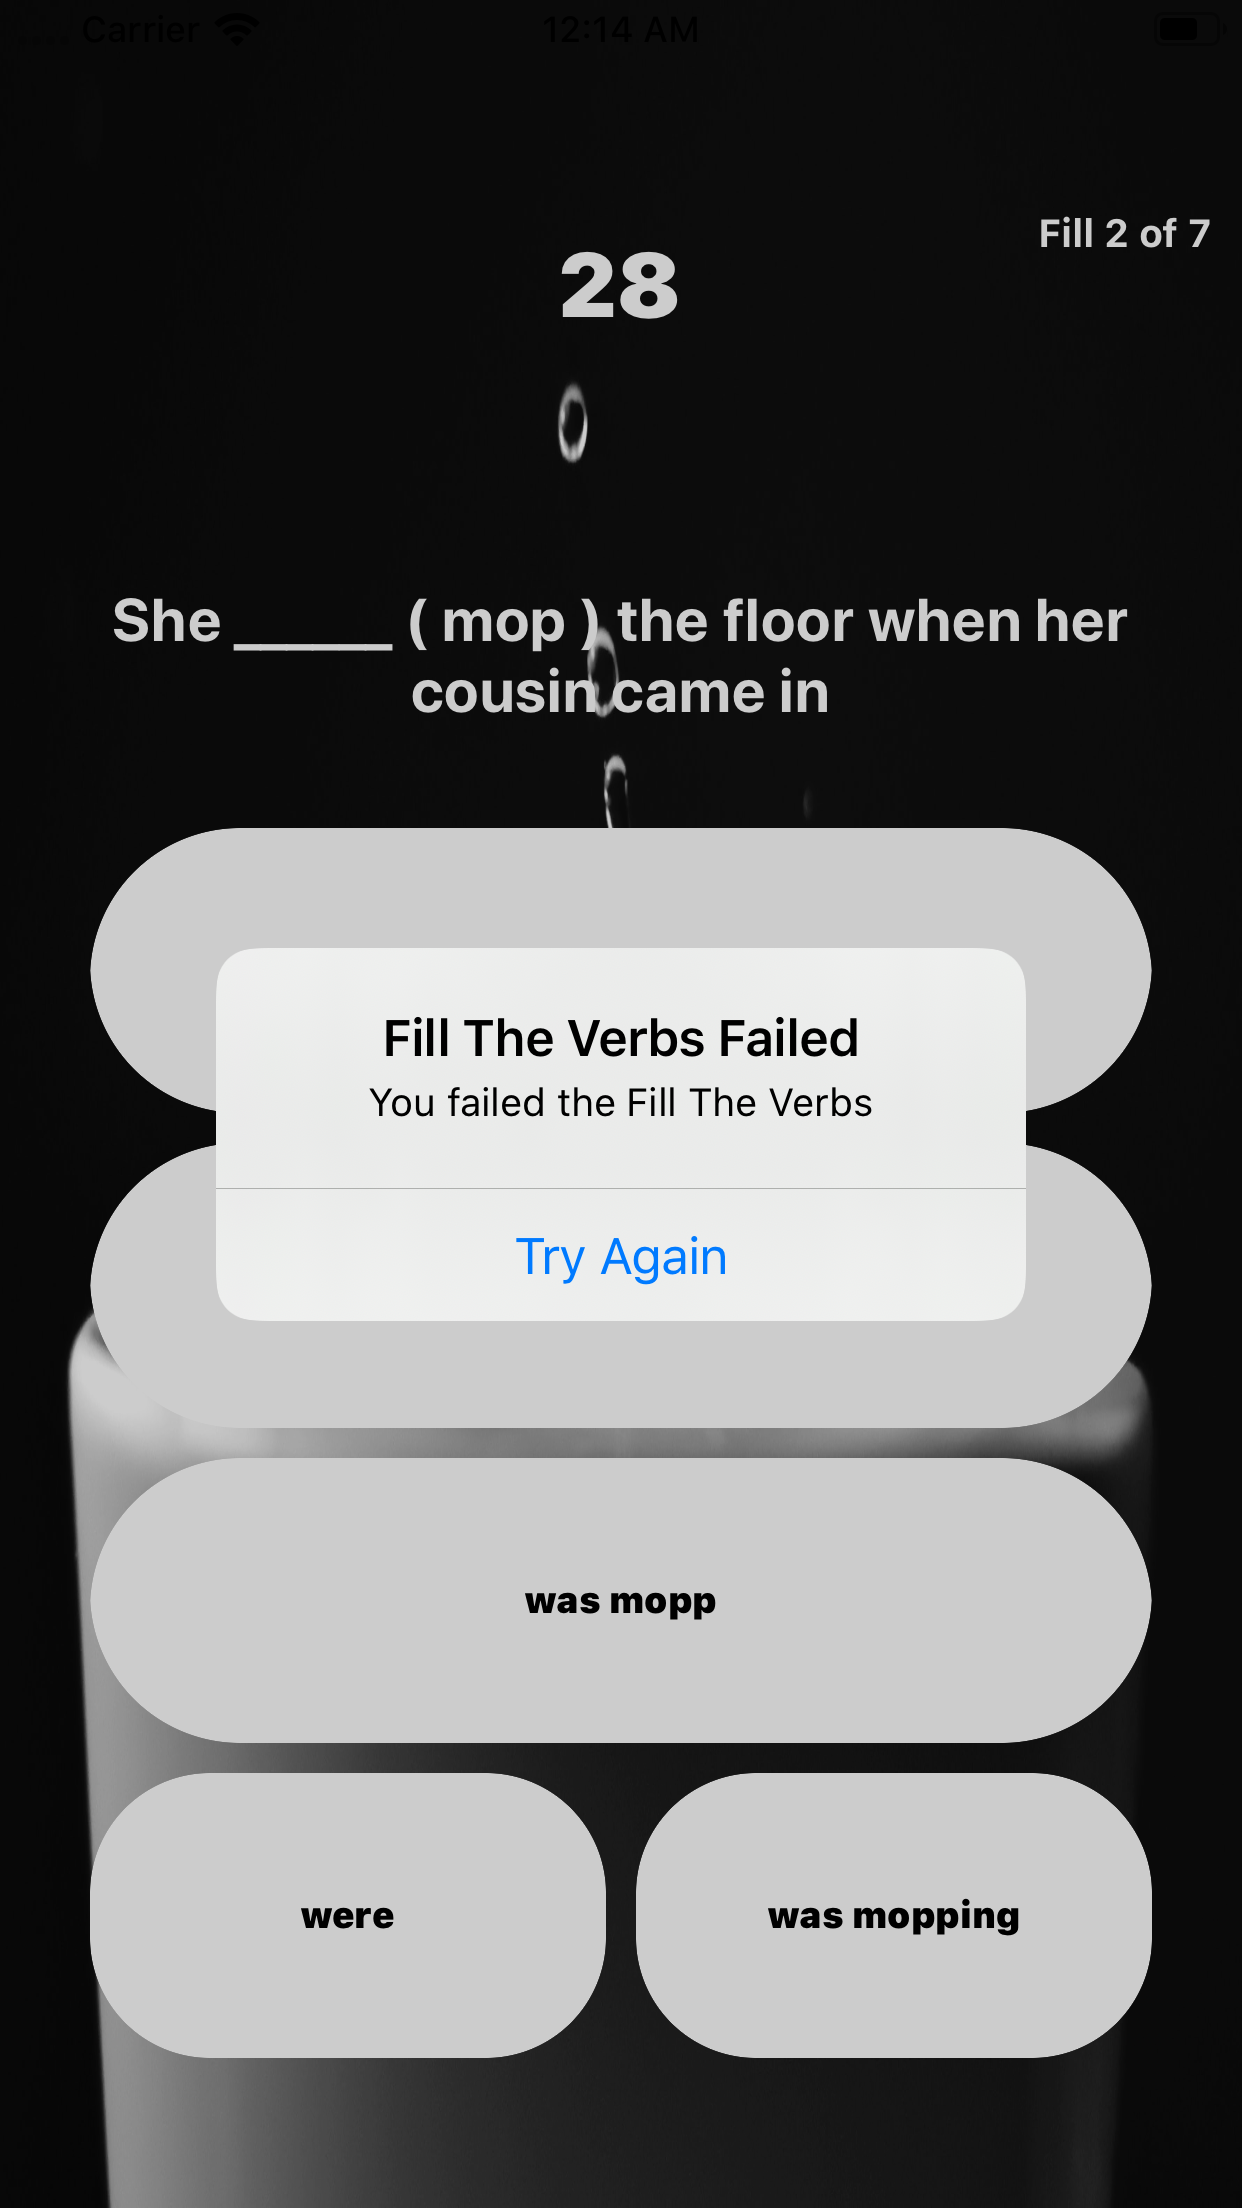 Carrier 12:14 AM
Fill 2 of 7
28
She ______ ( mop ) the floor when her
cousin came in
Fill The Verbs Failed
You failed the Fill The Verbs
Try Again
was mopp
were
was mopping